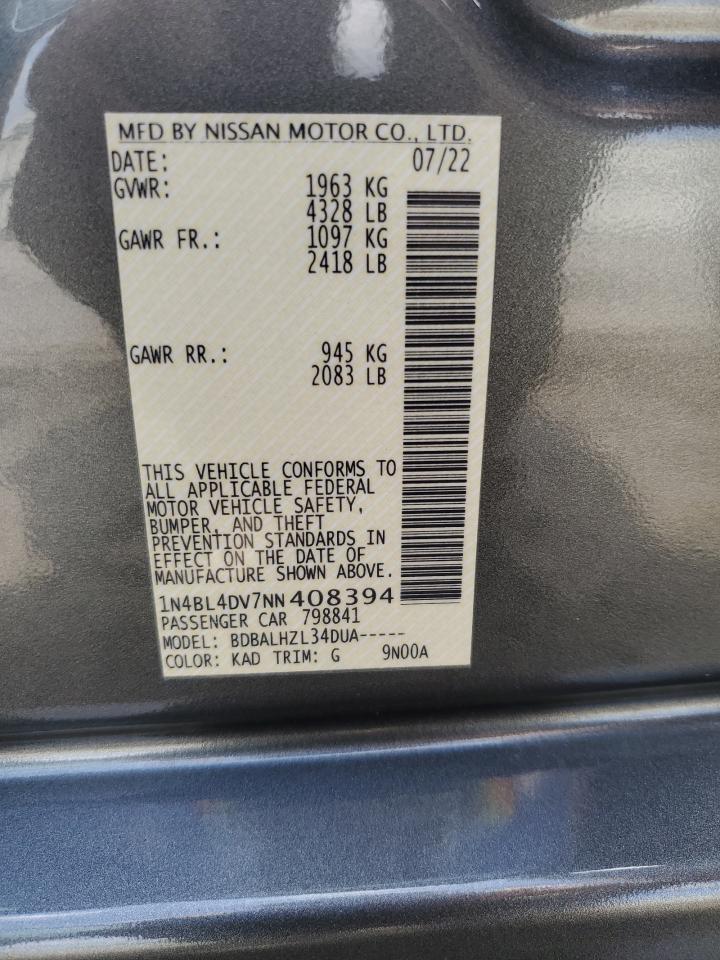 MFD BY NISSAN MOTOR CO., LTD.
DATE: 07/22
GVWR: 1963 KG
4328 LB
GAWR FR.: 1097 KG
2418 LB
GAWR RR.: 945 KG
2083 LB
THIS VEHICLE CONFORMS TO
ALL APPLICABLE FEDERAL
MOTOR VEHICLE SAFETY,
BUMPER, AND THEFT
PREVENTION STANDARDS IN
EFFECT ON THE DATE OF
MANUFACTURE SHOWN ABOVE.
1N4BL4DV7NN408394
PASSENGER CAR 798841
MODEL: BDBALHZL34DUA-----
COLOR: KAD TRIM: G 9N00A